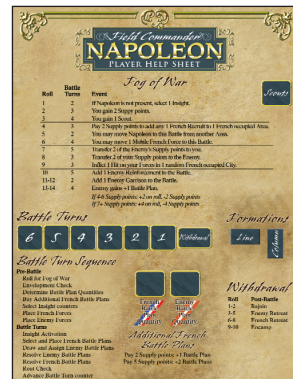 Field Commander
NAPOLEON
PLAYER HELP SHEET
Fog of War
Scouts
Roll Battle Turns Event
1 2 If Napoleon is not present, select 1 Insight.
2 2 You gain 2 Supply points.
3 2 You gain 1 Scout.
4 3 Pay 2 Supply points to add any 1 French Recruit to 1 French occupied Area.
5 2 You may move Napoleon to this Battle from another Area.
6 4 You may move 1 Mobile French Force to this Battle.
7 5 Transfer 2 of the Enemy's Supply points to you.
8 3 Transfer 2 of your Supply points to the Enemy.
9 3 Inflict 1 Hit on your Forces in 1 random French occupied City.
10 5 Add 1 Enemy Reinforcement to the Battle.
11-12 2 Add 1 Enemy Garrison to the Battle.
13-14 4 Enemy gains +1 Battle Plan.
If 4-6 Supply points: +2 on roll, -2 Supply points
If 7+ Supply points: +4 on roll, -4 Supply points
Battle Turns
6 5 4 3 2 1 Withdrawal
Formations
Line Column
Battle Turn Sequence
Pre-Battle
Roll for Fog of War
Envelopment Check
Determine Battle Plan Quantities
Buy Additional French Battle Plans
Select Insight counters
Place French Forces
Place Enemy Forces
Battle Turns
Insight Activation
Select and Place French Battle Plans
Draw and Assign Enemy Battle Plans
Resolve French Battle Plans
Resolve Enemy Battle Plans
Rout Check
Advance Battle Turn counter
French Battle Plan Quantity
Enemy Battle Plan Quantity
Additional French
Battle Plans
Pay 2 Supply points: +1 Battle Plan
Pay 5 Supply points: +2 Battle Plans
Withdrawal
Roll Post-Battle
1-2 Rejoin
3-5 Enemy Retreat
6-8 French Retreat
9-10 Encamp